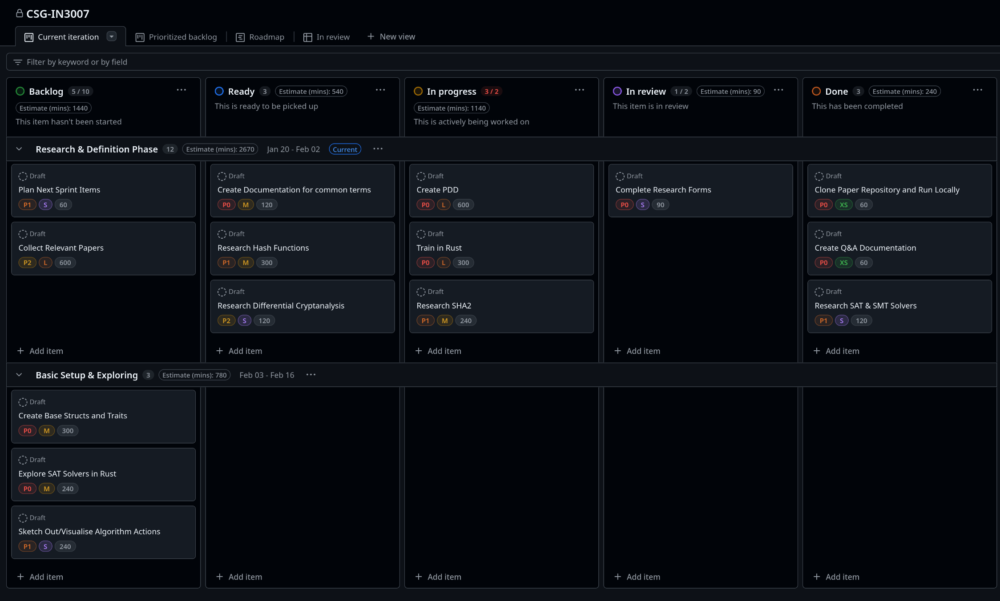 CSG-IN3007
Current iteration
Prioritized backlog
Roadmap
In review
New view
Filter by keyword or by field
Backlog 5 / 10
Estimate (mins): 1440
This item hasn't been started
Ready 3 Estimate (mins): 540
This is ready to be picked up
In progress 3 / 2
Estimate (mins): 1140
This is actively being worked on
In review 1 / 2 Estimate (mins): 90
This item is in review
Done 3 Estimate (mins): 240
This has been completed
Research & Definition Phase 12 Estimate (mins): 2670 Jan 20 - Feb 02 Current
Draft
Plan Next Sprint Items
P1 S 60
Draft
Collect Relevant Papers
P2 L 600
Add item
Draft
Create Documentation for common terms
P0 M 120
Draft
Research Hash Functions
P1 M 300
Draft
Research Differential Cryptanalysis
P2 S 120
Add item
Draft
Create PDD
P0 L 600
Draft
Train in Rust
P0 L 300
Draft
Research SHA2
P1 M 240
Add item
Draft
Complete Research Forms
P0 S 90
Add item
Draft
Clone Paper Repository and Run Locally
P0 XS 60
Draft
Create Q&A Documentation
P0 XS 60
Draft
Research SAT & SMT Solvers
P1 S 120
Add item
Basic Setup & Exploring 3 Estimate (mins): 780 Feb 03 - Feb 16
Draft
Create Base Structs and Traits
P0 M 300
Draft
Explore SAT Solvers in Rust
P0 M 240
Draft
Sketch Out/Visualise Algorithm Actions
P1 S 240
Add item
Add item
Add item
Add item
Add item